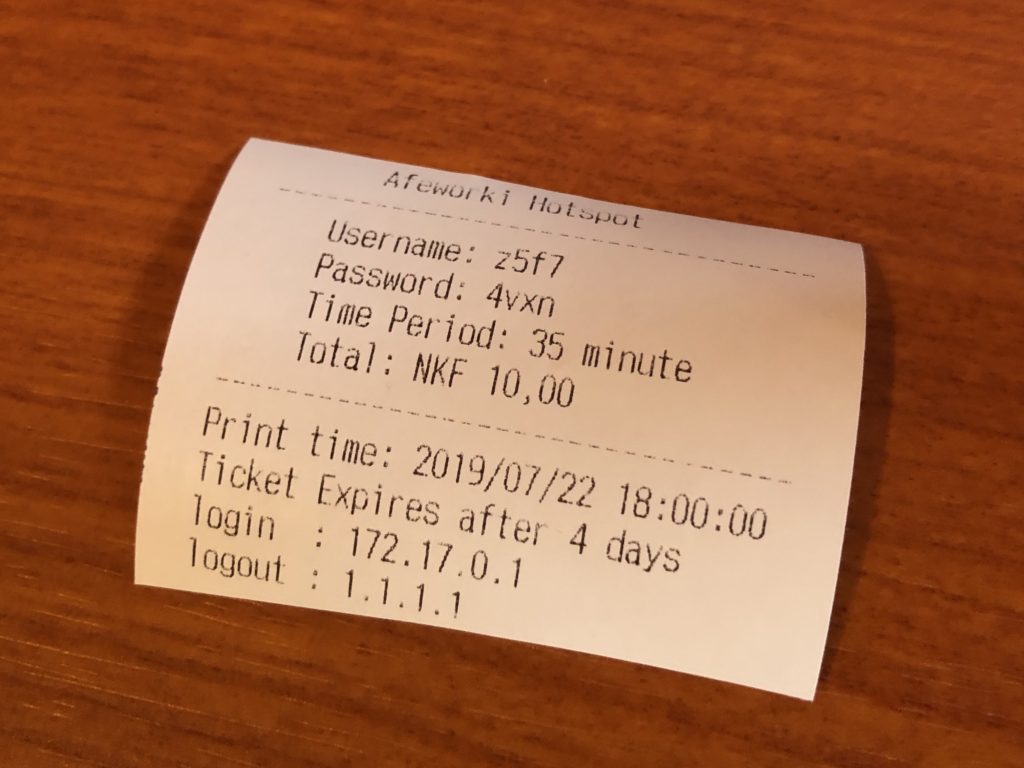 Afeworki Hotspot
Username: z5f7
Password: 4vxn
Time Period: 35 minute
Total: NKF 10,00
Print time: 2019/07/22 18:00:00
Ticket Expires after 4 days
login : 172.17.0.1
logout : 1.1.1.1